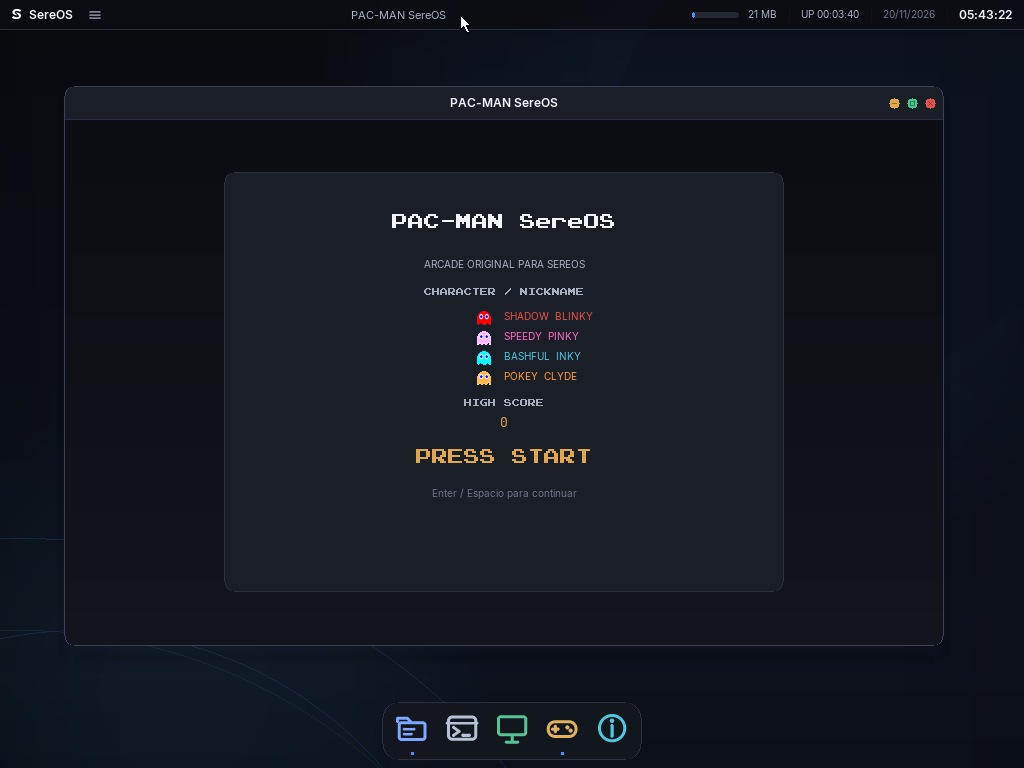 SereOS PAC-MAN SereOS 21 MB UP 00:03:40 20/11/2026 05:43:22
PAC-MAN SereOS
PAC-MAN SereOS
ARCADE ORIGINAL PARA SEREOS
CHARACTER / NICKNAME
SHADOW BLINKY
SPEEDY PINKY
BASHFUL INKY
POKEY CLYDE
HIGH SCORE
0
PRESS START
Enter / Espacio para continuar